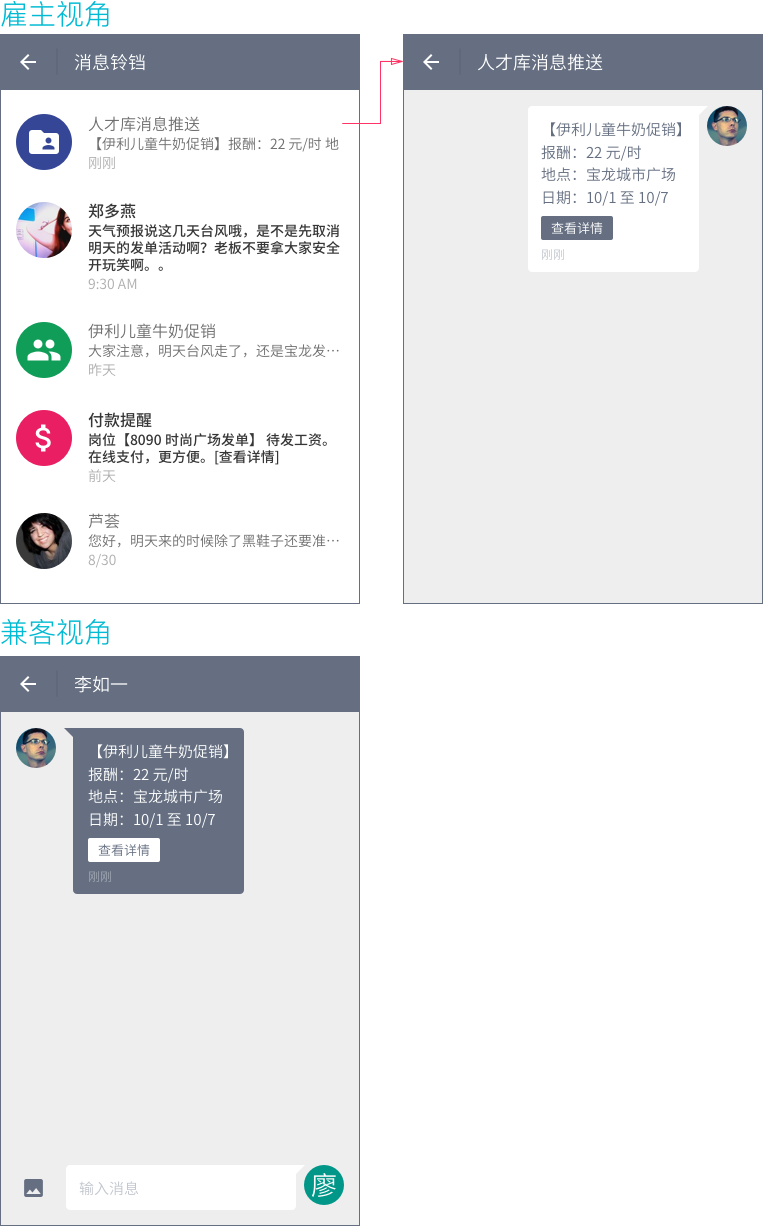 雇主视角
消息铃铛
人才库消息推送
【伊利儿童牛奶促销】报酬：22 元/时 地
刚刚
郑多燕
天气预报说这几天台风哦，是不是先取消
明天的发单活动啊？老板不要拿大家安全
开玩笑啊。。
9:30 AM
伊利儿童牛奶促销
大家注意，明天台风走了，还是宝龙发…
昨天
付款提醒
岗位【8090 时尚广场发单】 待发工资。
在线支付，更方便。[查看详情]
前天
芦荟
您好，明天来的时候除了黑鞋子还要准…
8/30
人才库消息推送
【伊利儿童牛奶促销】
报酬：22 元/时
地点：宝龙城市广场
日期：10/1 至 10/7
查看详情
刚刚
兼客视角
李如一
【伊利儿童牛奶促销】
报酬：22 元/时
地点：宝龙城市广场
日期：10/1 至 10/7
查看详情
刚刚
输入消息
廖